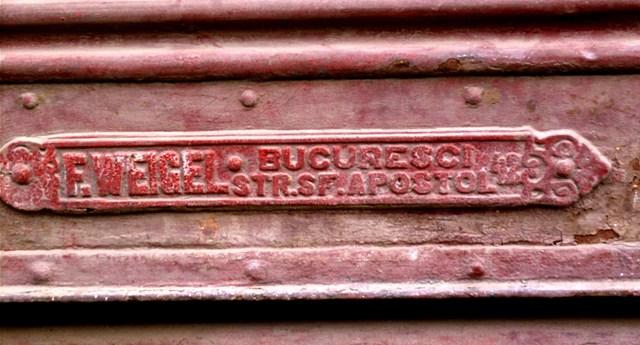 F. WEIGEL • BUCURESCI
STR. SF. APOSTOL